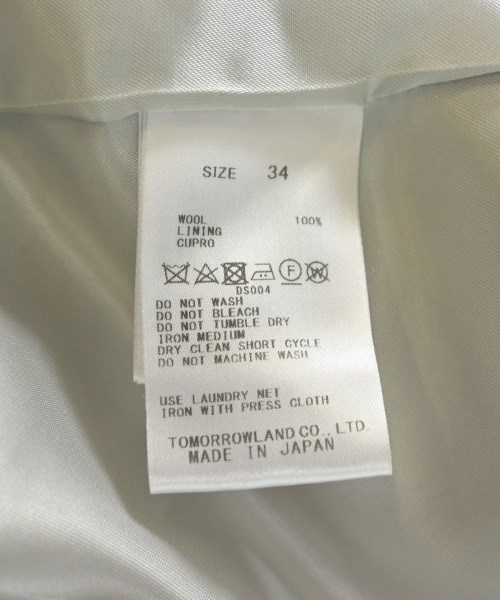 SIZE 34
WOOL 100%
LINING
CUPRO
F W
DS004
DO NOT WASH
DO NOT BLEACH
DO NOT TUMBLE DRY
IRON MEDIUM
DRY CLEAN SHORT CYCLE
DO NOT MACHINE WASH
USE LAUNDRY NET
IRON WITH PRESS CLOTH
TOMORROWLAND CO., LTD.
MADE IN JAPAN